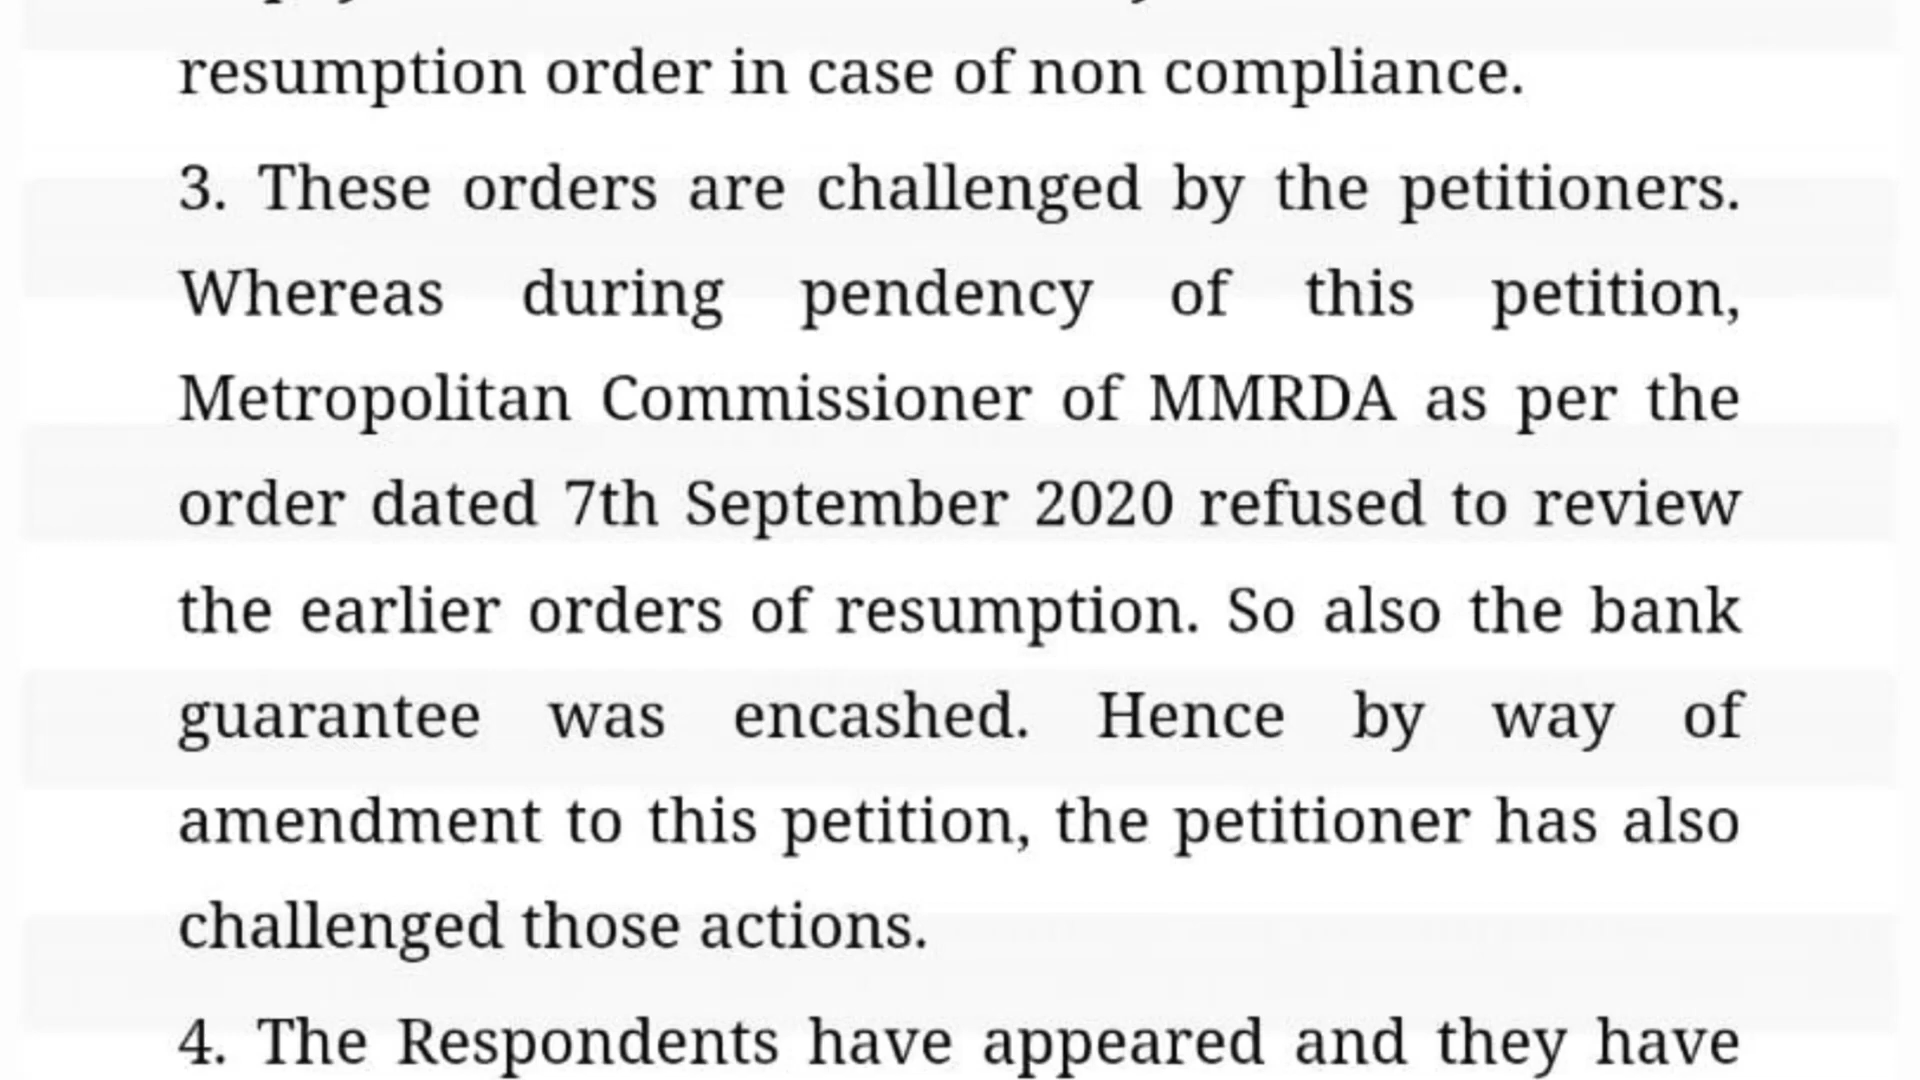 resumption order in case of non compliance.
3. These orders are challenged by the petitioners.
Whereas during pendency of this petition,
Metropolitan Commissioner of MMRDA as per the
order dated 7th September 2020 refused to review
the earlier orders of resumption. So also the bank
guarantee was encashed. Hence by way of
amendment to this petition, the petitioner has also
challenged those actions.
4. The Respondents have appeared and they have